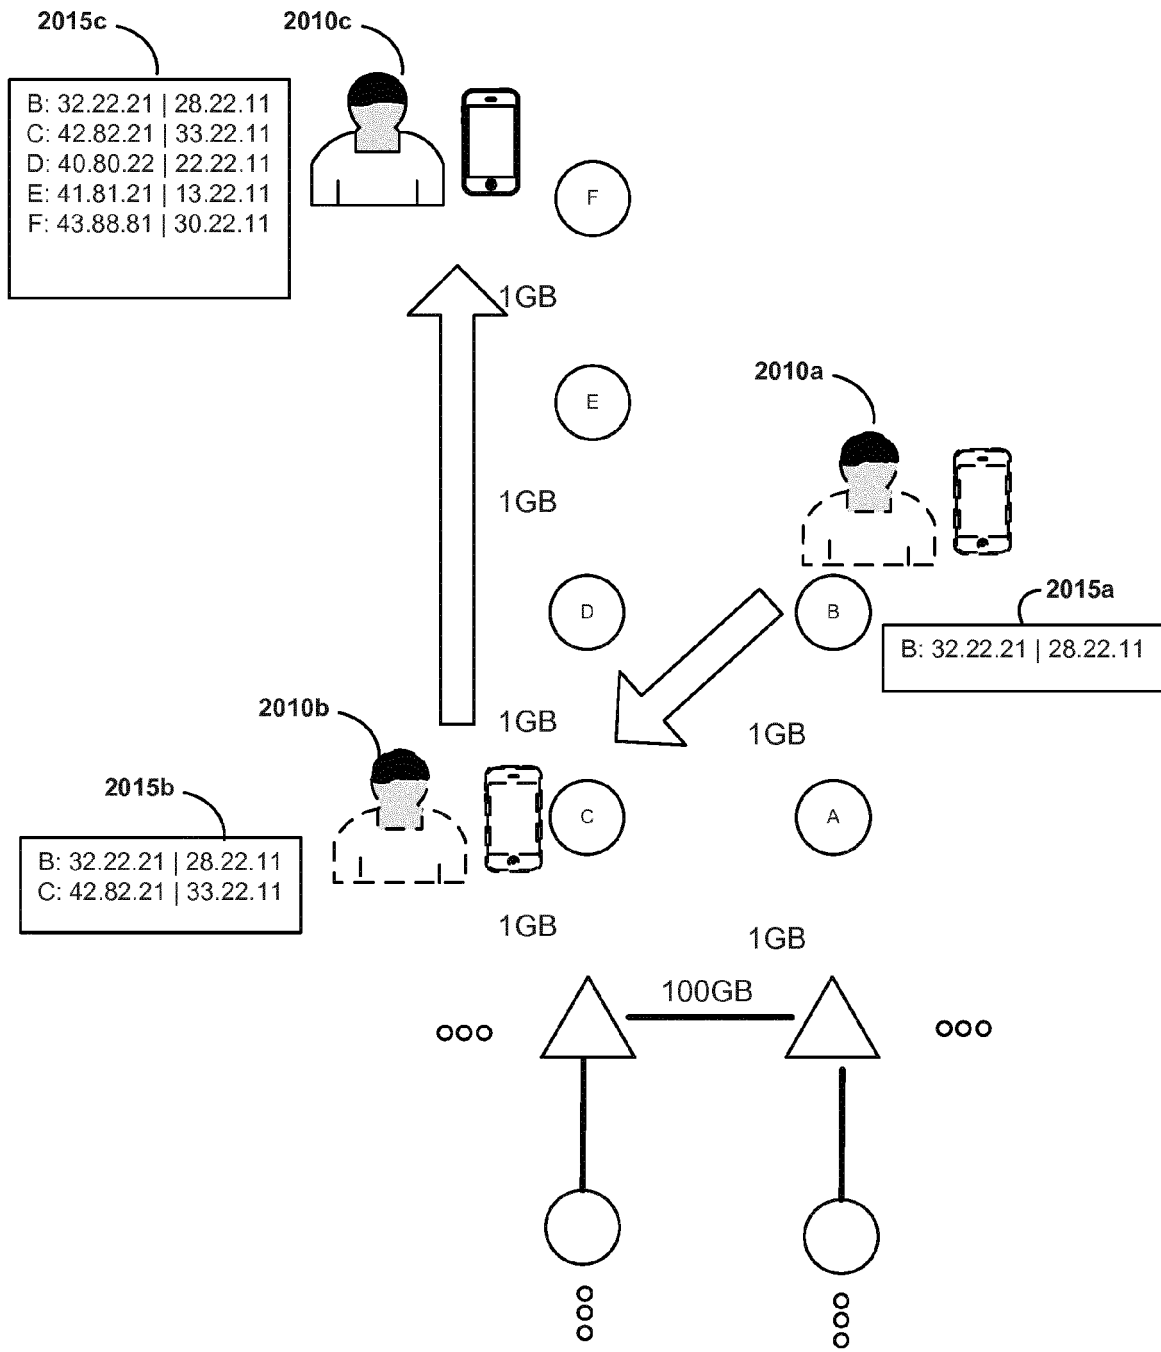 2015c
2010c
B: 32.22.21 | 28.22.11
C: 42.82.21 | 33.22.11
D: 40.80.22 | 22.22.11
E: 41.81.21 | 13.22.11
F: 43.88.81 | 30.22.11
F
1GB
2010a
E
1GB
2015a
D
B
B: 32.22.21 | 28.22.11
2010b
1GB
1GB
2015b
C
A
B: 32.22.21 | 28.22.11
C: 42.82.21 | 33.22.11
1GB
1GB
100GB